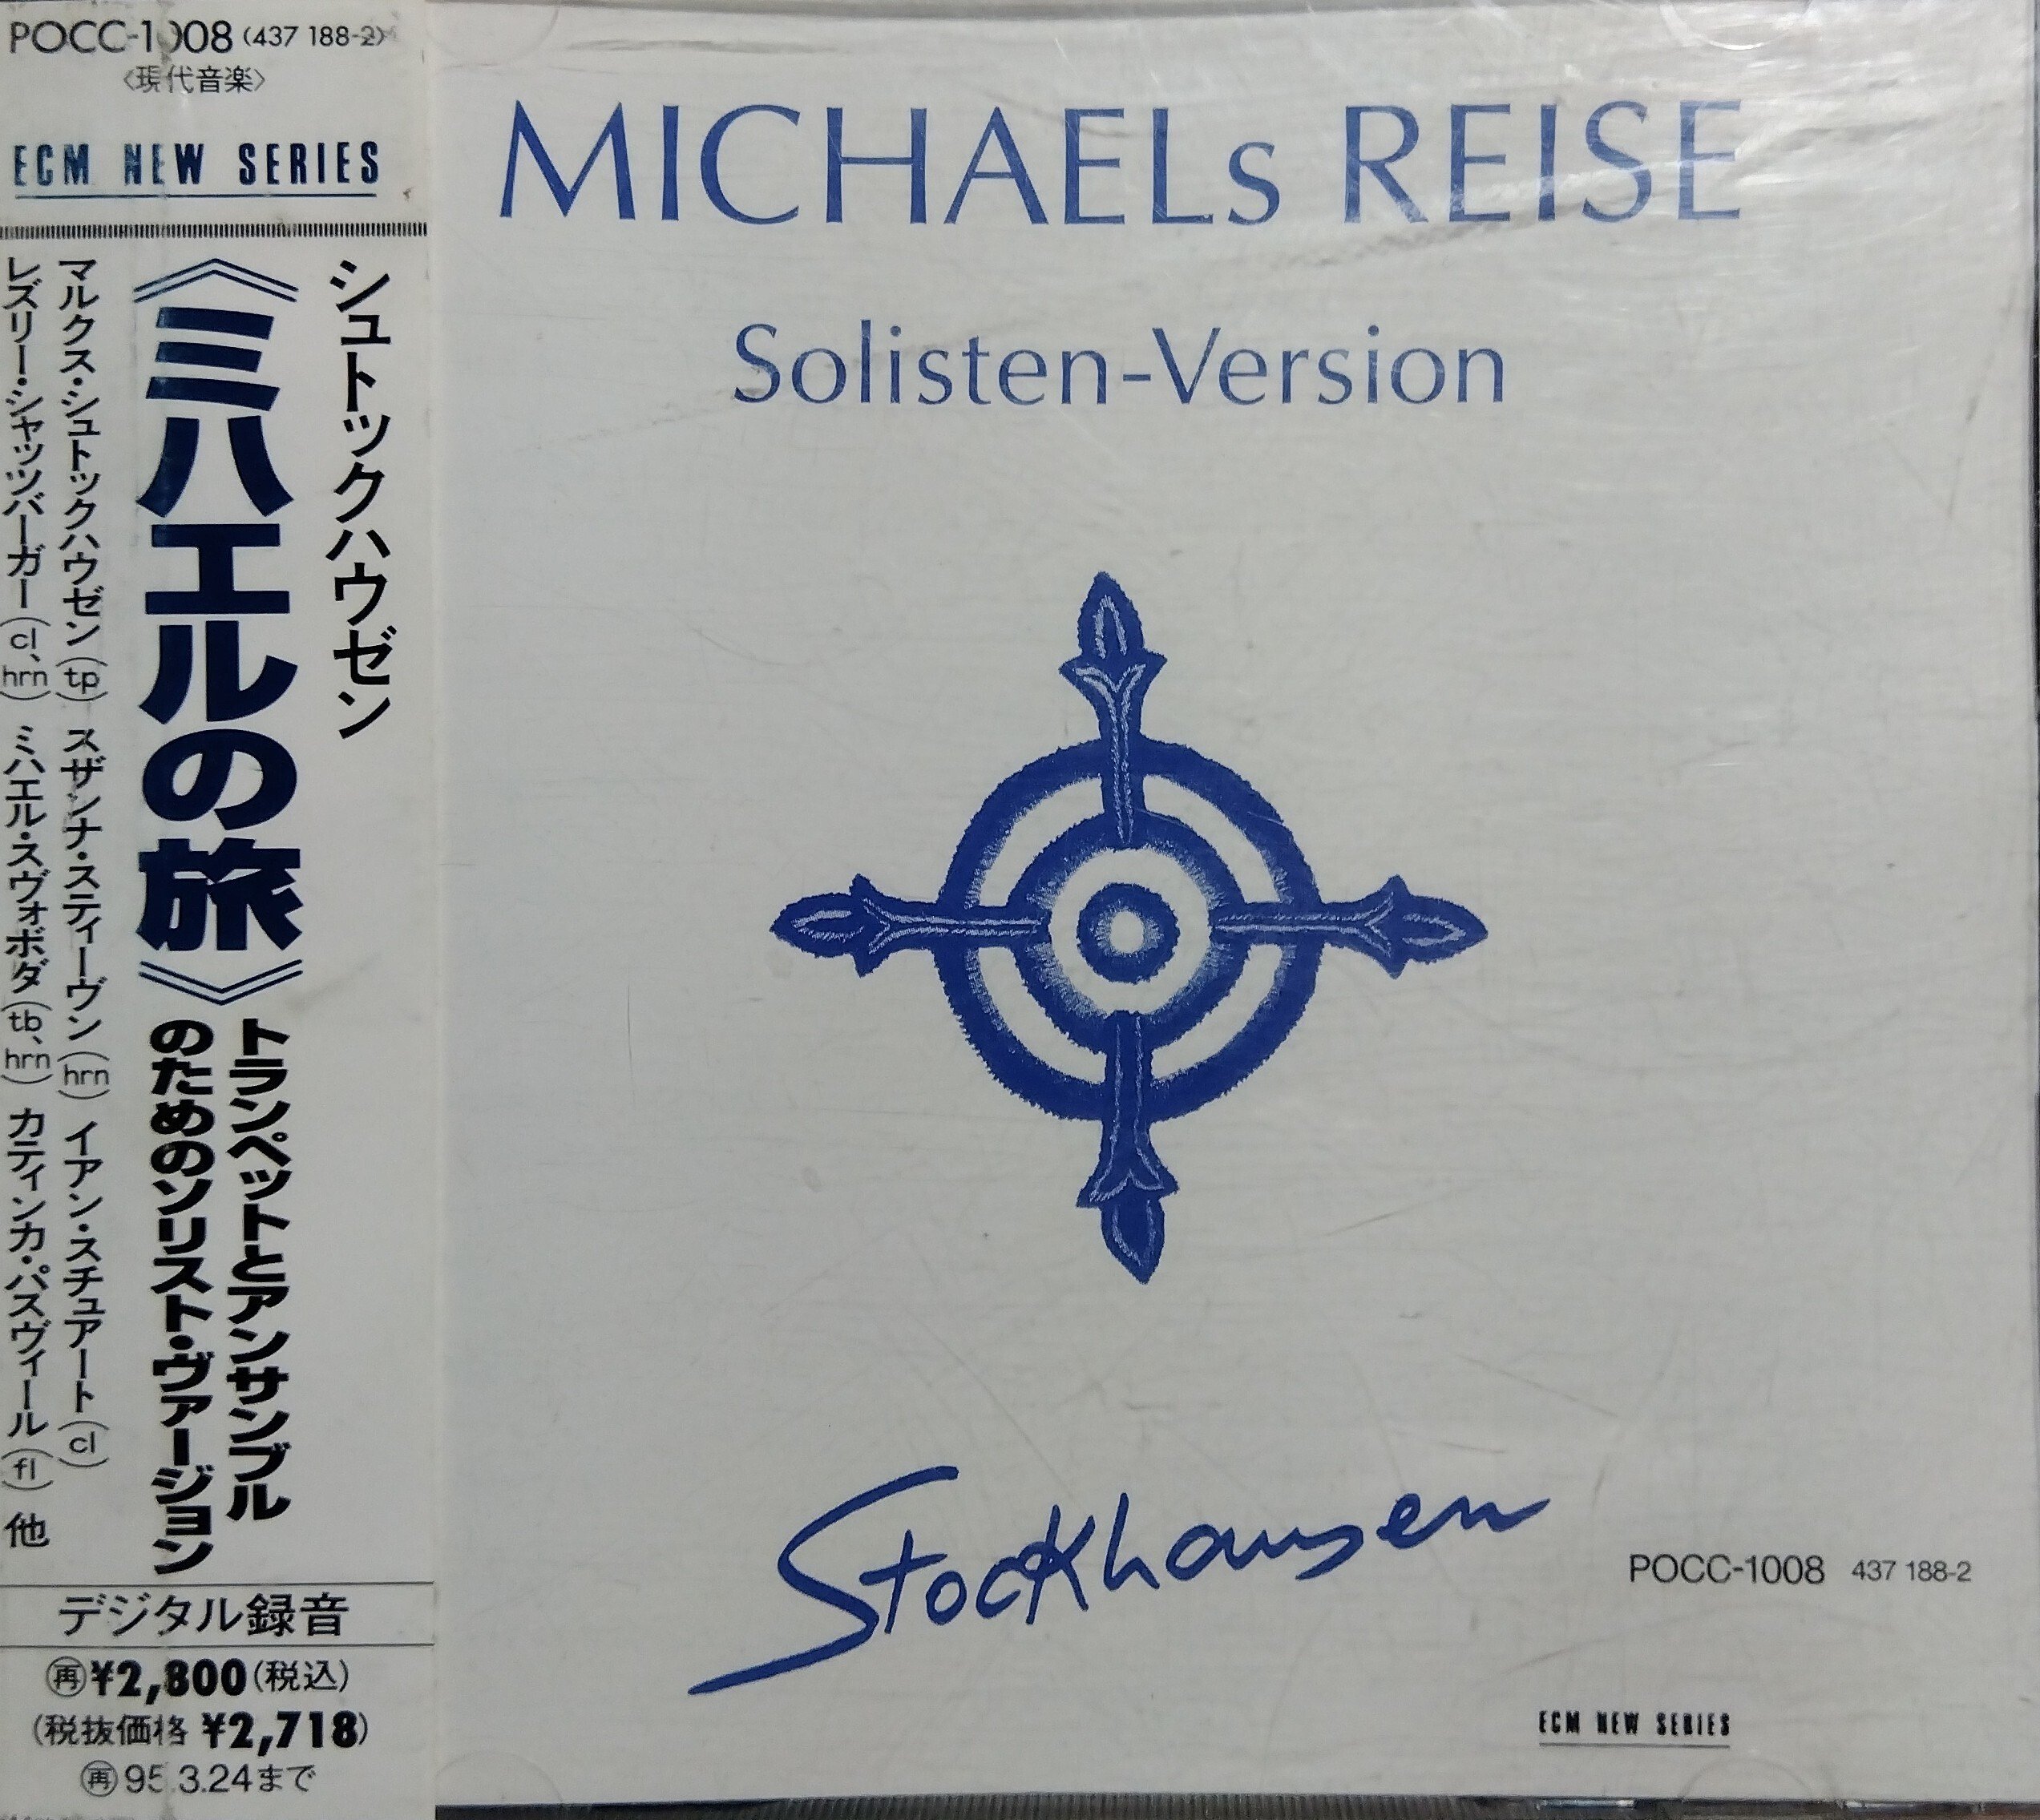 POCC-1008 (437 188-2)
〈現代音楽〉
ECM NEW SERIES
シュトックハウゼン
《ミハエルの旅》
トランペットとアンサンブル
のためのソリスト・ヴァージョン
マルクス・シュトックハウゼン(tp) スザンナ・スティーヴン(hrn) イアン・スチュアート(cl)
レズリー・シャッツバーガー(cl、hrn) ミハエル・スヴォボダ(tb、hrn) カティンカ・パスヴィール(fl) 他
デジタル録音
㊢¥2,800(税込)
(税抜価格 ¥2,718)
95.3.24まで
MICHAELs REISE
Solisten-Version
Stockhausen
POCC-1008 437 188-2
ECM NEW SERIES